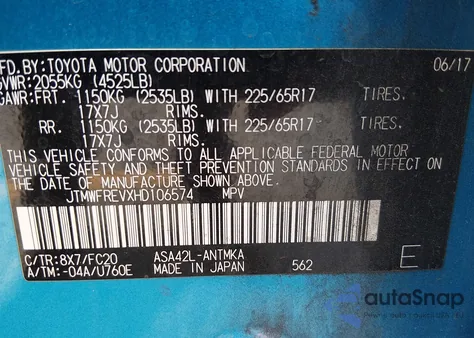 MFD.BY:TOYOTA MOTOR CORPORATION 06/17
GVWR:2055KG (4525LB)
GAWR:FRT. 1150KG (2535LB) WITH 225/65R17 TIRES,
17X7J RIMS.
RR. 1150KG (2535LB) WITH 225/65R17 TIRES,
17X7J RIMS.
THIS VEHICLE CONFORMS TO ALL APPLICABLE FEDERAL MOTOR
VEHICLE SAFETY AND THEFT PREVENTION STANDARDS IN EFFECT
ON THE DATE OF MANUFACTURE SHOWN ABOVE.
JTMWFREVXHD106574 MPV
C/TR:8X7/FC20 ASA42L-ANTMKA
A/TM:-04A/U760E MADE IN JAPAN 562 E
autoSnap